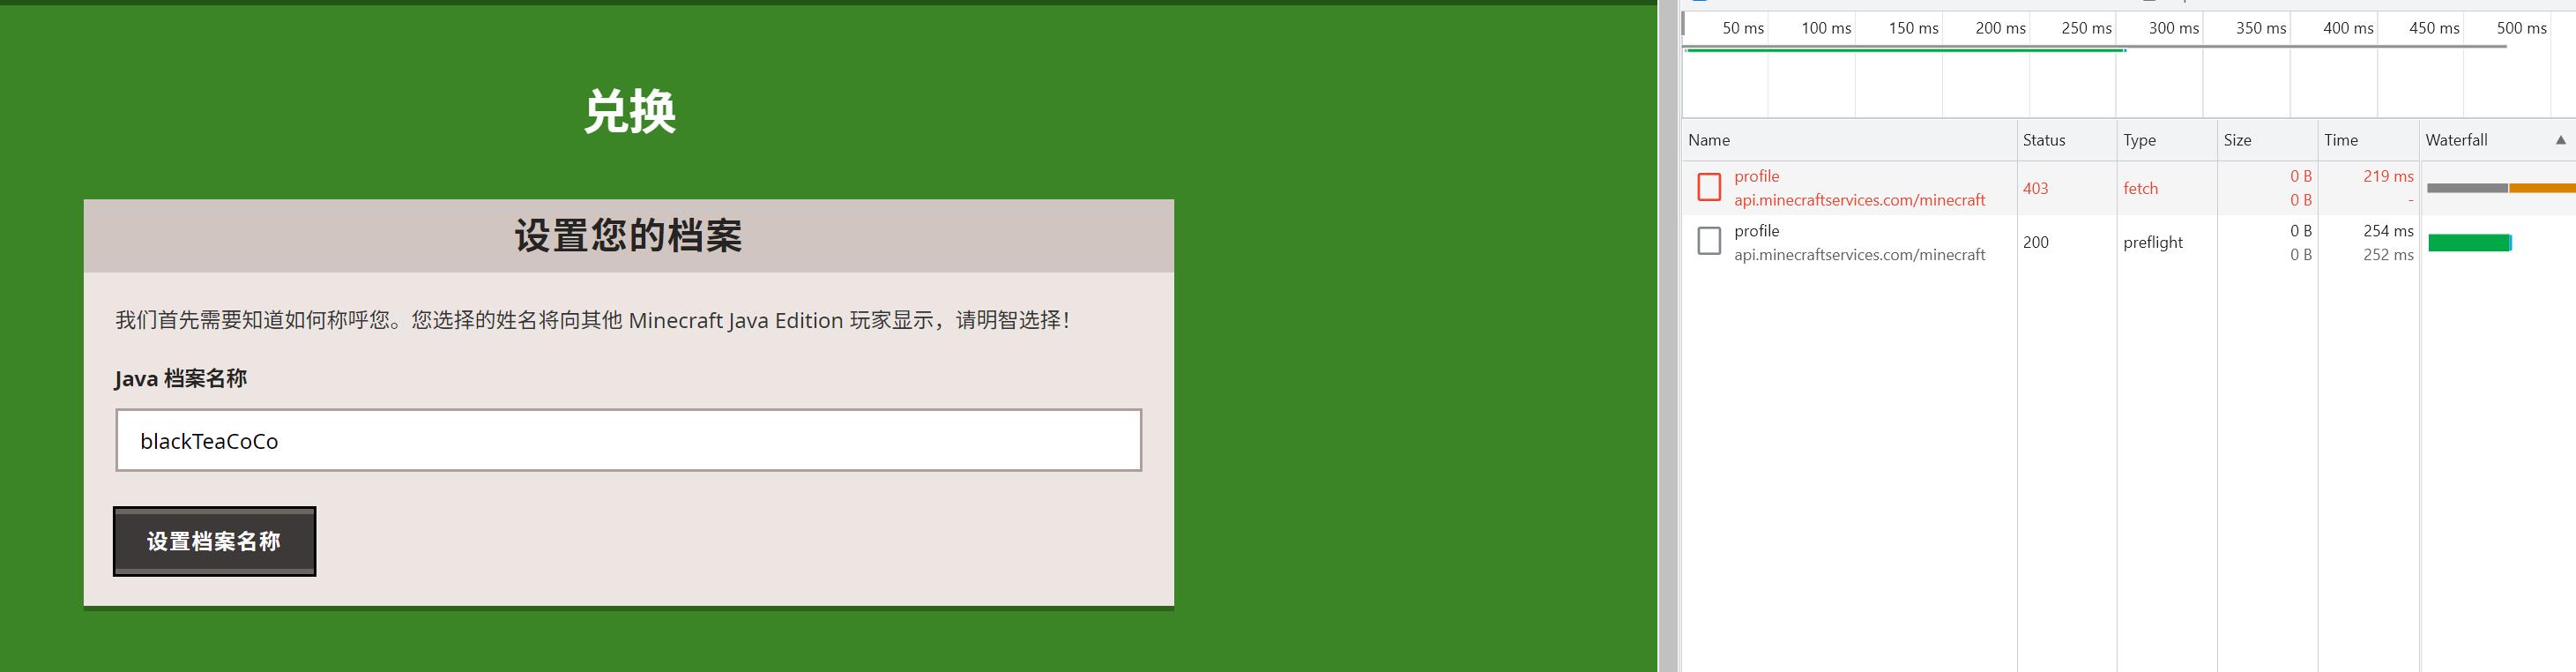 兑换
设置您的档案
我们首先需要知道如何称呼您。您选择的姓名将向其他 Minecraft Java Edition 玩家显示，请明智选择！
Java 档案名称
blackTeaCoCo
设置档案名称
50 ms 100 ms 150 ms 200 ms 250 ms 300 ms 350 ms 400 ms 450 ms 500 ms
Name Status Type Size Time Waterfall
profile 0 B 219 ms
403 fetch
api.minecraftservices.com/minecraft 0 B -
profile 0 B 254 ms
200 preflight
api.minecraftservices.com/minecraft 0 B 252 ms